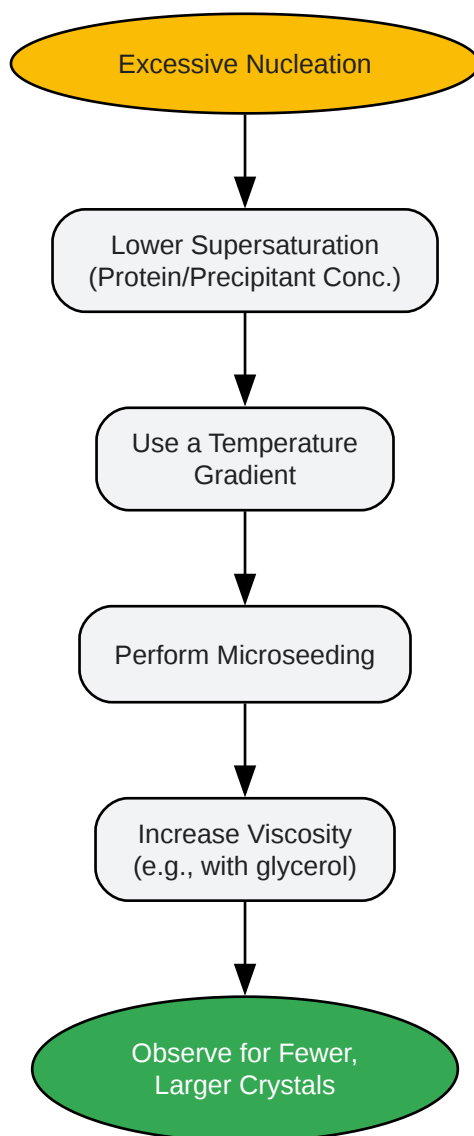 Excessive Nucleation
Lower Supersaturation
(Protein/Precipitant Conc.)
Use a Temperature
Gradient
Perform Microseeding
Increase Viscosity
(e.g., with glycerol)
Observe for Fewer,
Larger Crystals